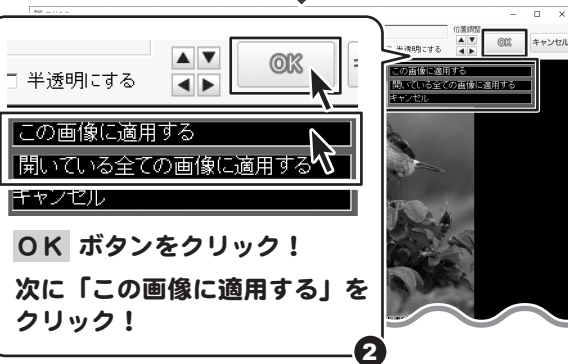 位置調整
半透明にする
OK
キャンセル
この画像に適用する
開いている全ての画像に適用する
キャンセル
半透明にする
OK
この画像に適用する
開いている全ての画像に適用する
キャンセル
OK ボタンをクリック！
次に「この画像に適用する」を
クリック！
2